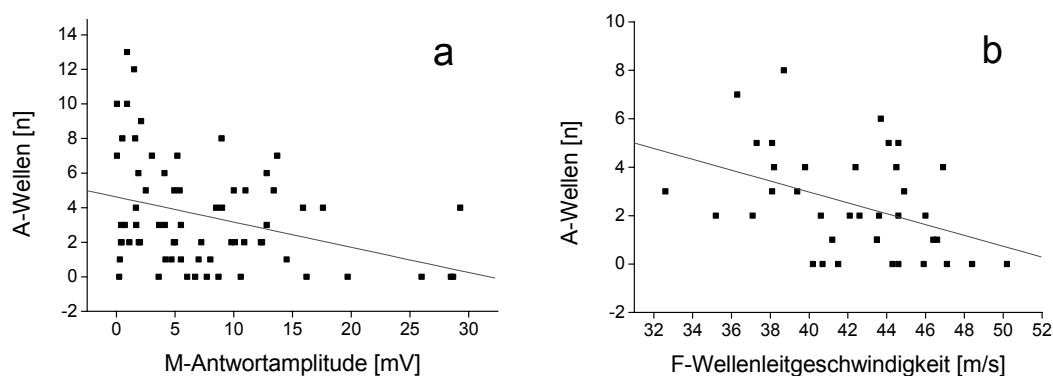 a
A-Wellen [n]
14
12
10
8
6
4
2
0
-2
0 5 10 15 20 25 30
M-Antwortamplitude [mV]
b
A-Wellen [n]
10
8
6
4
2
0
-2
32 34 36 38 40 42 44 46 48 50 52
F-Wellenleitgeschwindigkeit [m/s]